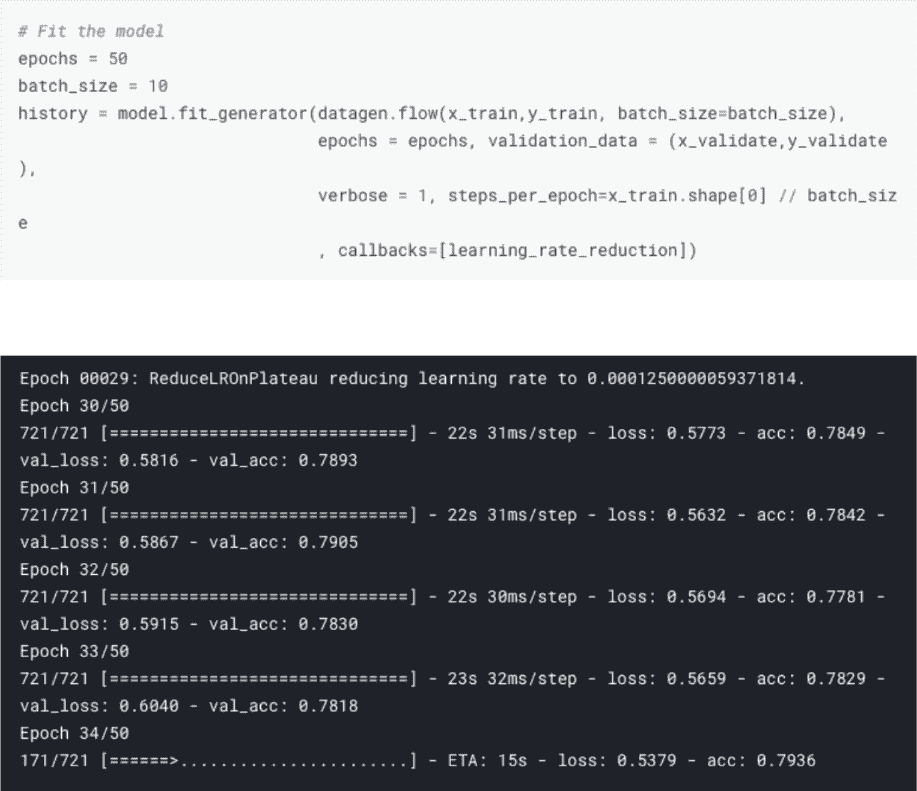 # Fit the model
epochs = 50
batch_size = 10
history = model.fit_generator(datagen.flow(x_train,y_train, batch_size=batch_size),
epochs = epochs, validation_data = (x_validate,y_validate
),
verbose = 1, steps_per_epoch=x_train.shape[0] // batch_siz
e
, callbacks=[learning_rate_reduction])
Epoch 00029: ReduceLROnPlateau reducing learning rate to 0.0001250000059371814.
Epoch 30/50
721/721 [==============================] - 22s 31ms/step - loss: 0.5773 - acc: 0.7849 -
val_loss: 0.5816 - val_acc: 0.7893
Epoch 31/50
721/721 [==============================] - 22s 31ms/step - loss: 0.5632 - acc: 0.7842 -
val_loss: 0.5867 - val_acc: 0.7905
Epoch 32/50
721/721 [==============================] - 22s 30ms/step - loss: 0.5694 - acc: 0.7781 -
val_loss: 0.5915 - val_acc: 0.7830
Epoch 33/50
721/721 [==============================] - 23s 32ms/step - loss: 0.5659 - acc: 0.7829 -
val_loss: 0.6040 - val_acc: 0.7818
Epoch 34/50
171/721 [======>.......................] - ETA: 15s - loss: 0.5379 - acc: 0.7936